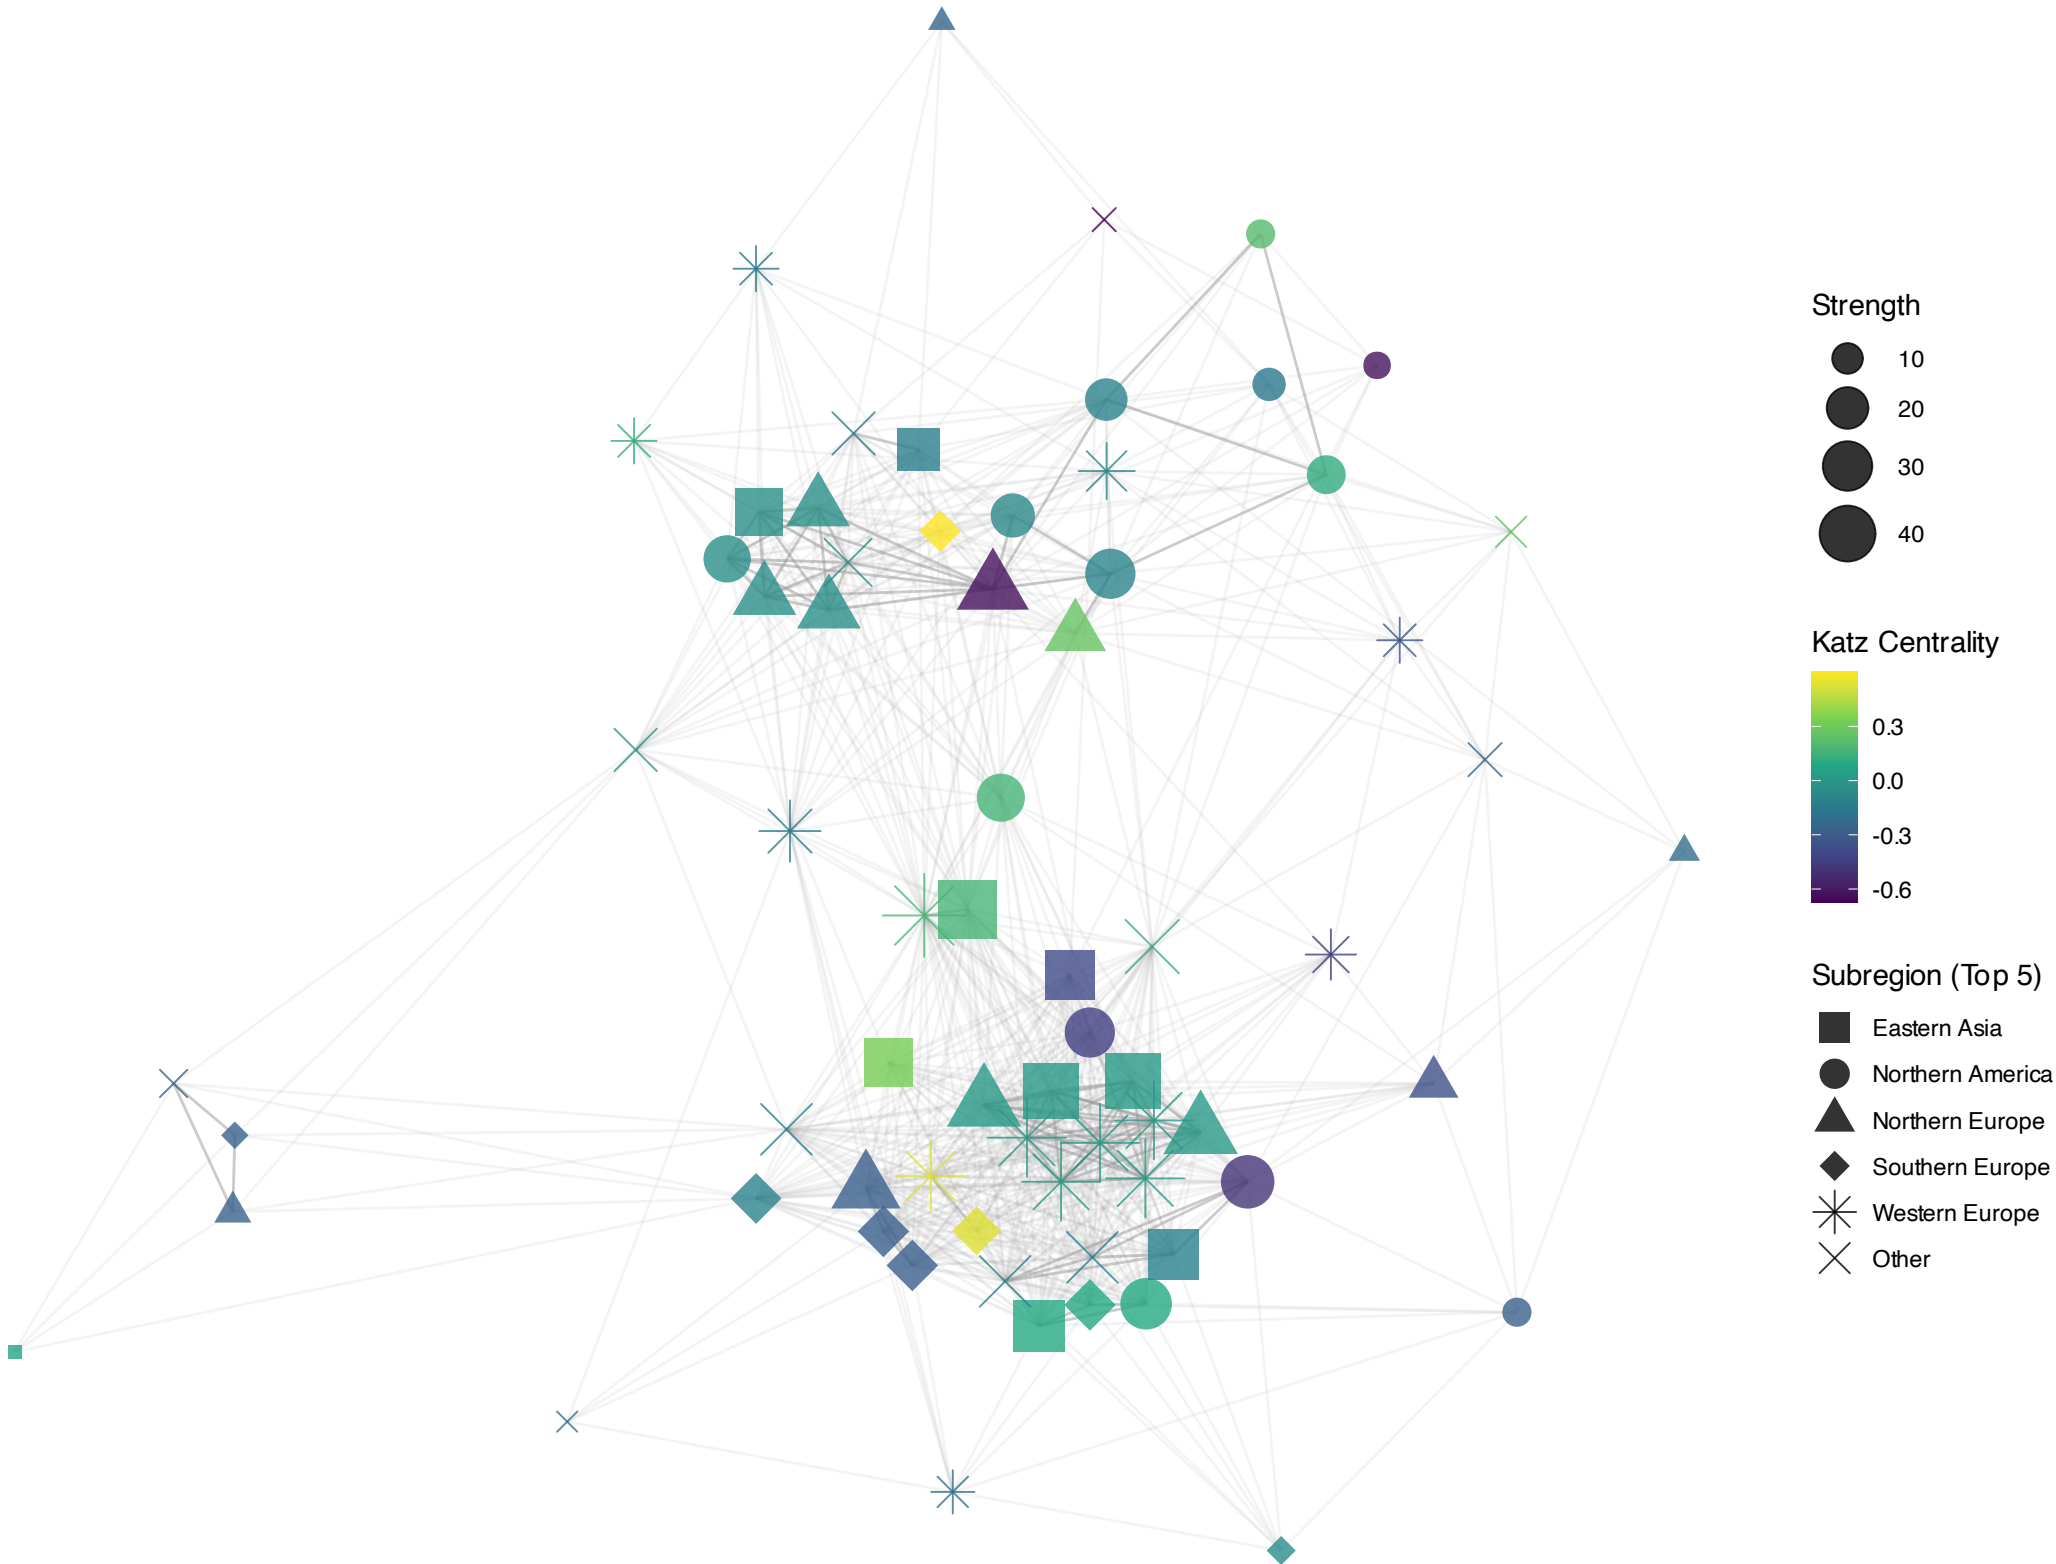 Strength
10
20
30
40
Katz Centrality
0.3
0.0
-0.3
-0.6
Subregion (Top 5)
Eastern Asia
Northern America
Northern Europe
Southern Europe
Western Europe
Other